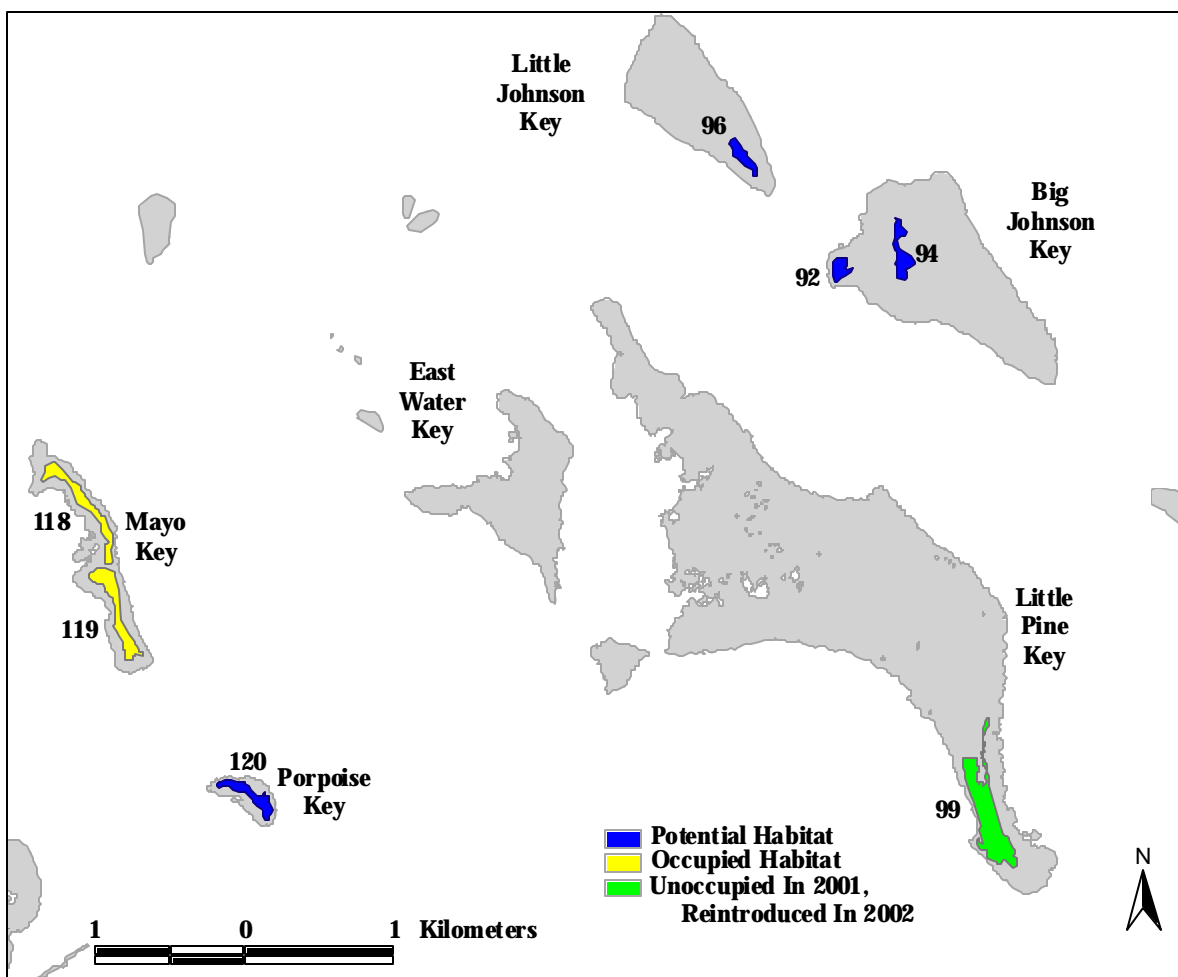 Little
Johnson
Key
96
Big
Johnson
Key
94
92
East
Water
Key
118
Mayo
Key
119
Little
Pine
Key
120
Porpoise
Key
99
Potential Habitat
Occupied Habitat
Unoccupied In 2001,
Reintroduced In 2002
N
1 0 1 Kilometers